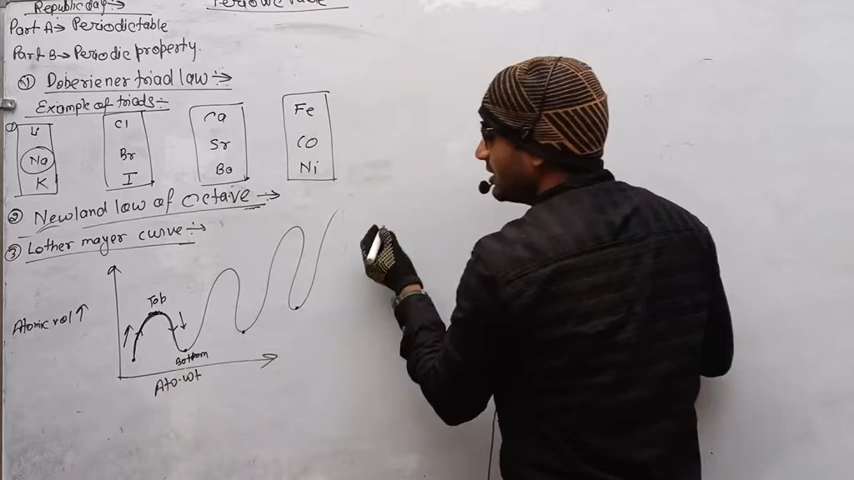 Republic day→
Periodic Table
Part A→ Periodictable
Part B→ Periodic property.
① Doberiener triad law :→
Example of triads:-
① Li Cl Ca Fe
Na Br Sr CO
K I Ba Ni
② Newland law of Octave :→
③ Lother mayer curve :→
Atomic vol ↑
Top
Bottom
Ato-wt